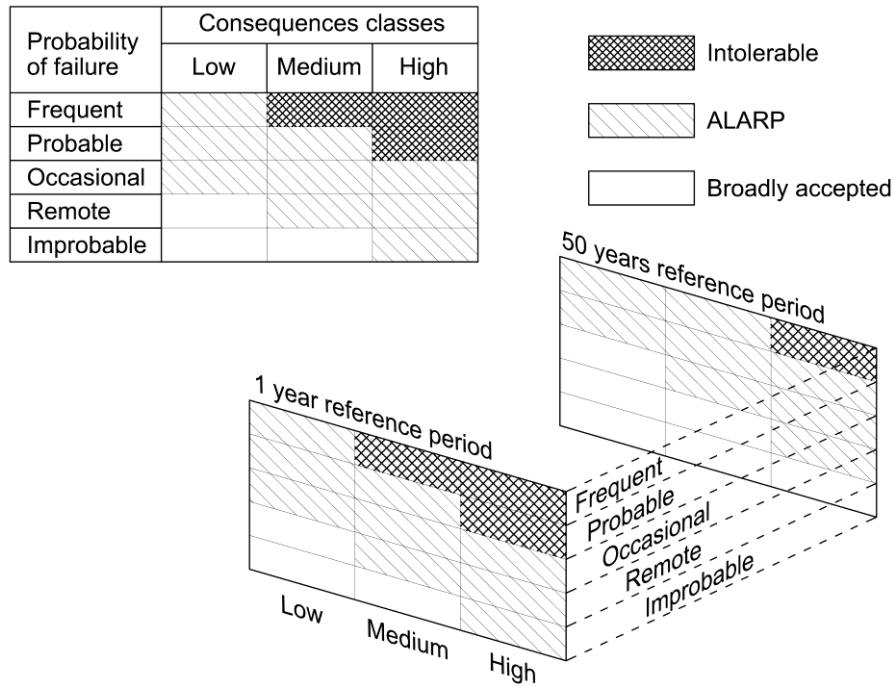 Probability
of failure
Consequences classes
Low Medium High
Frequent
Probable
Occasional
Remote
Improbable
Intolerable
ALARP
Broadly accepted
50 years reference period
1 year reference period
Frequent
Probable
Occasional
Remote
Improbable
Low
Medium
High